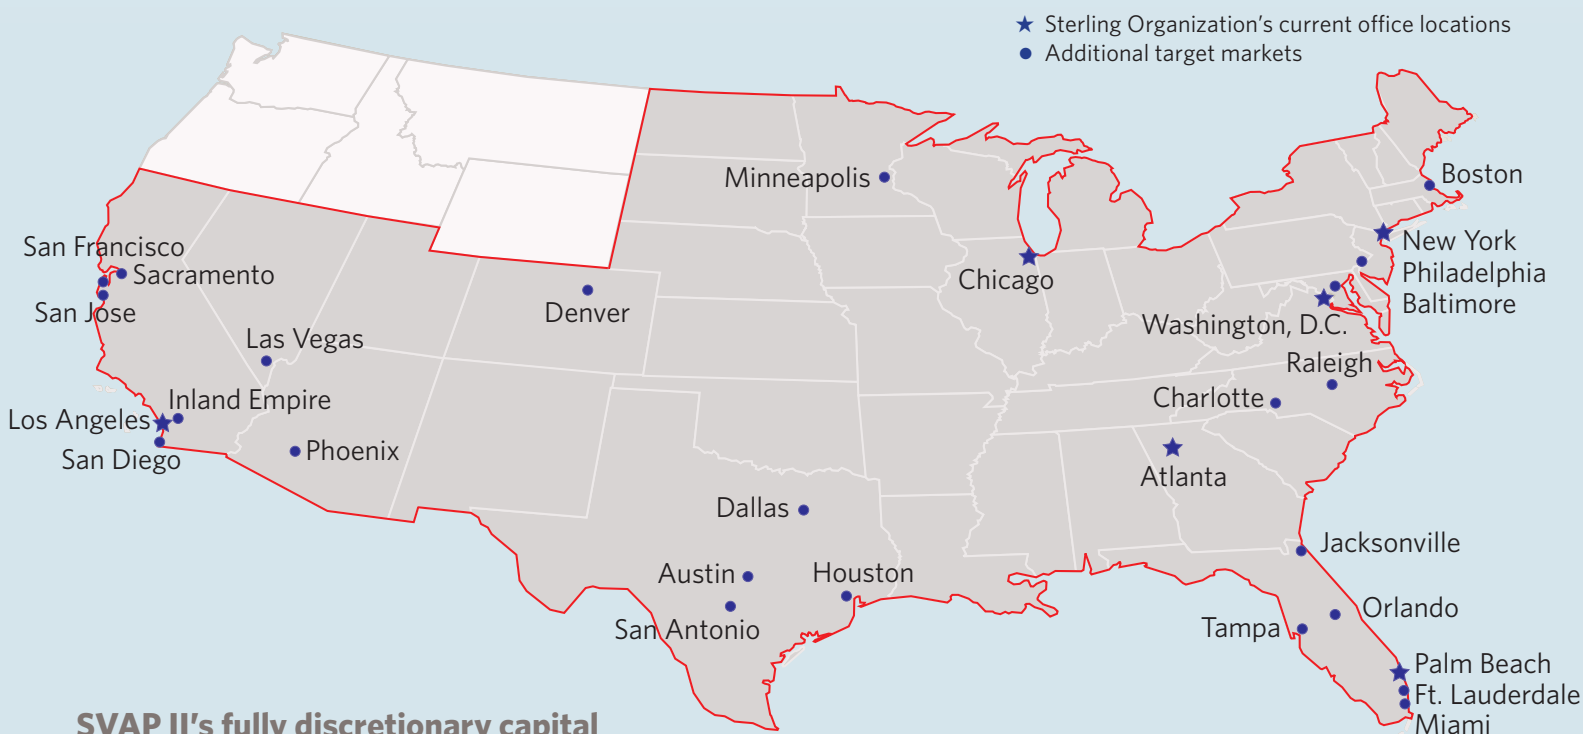 Sterling Organization's current office locations
Additional target markets
Minneapolis
Boston
San Francisco
Sacramento
San Jose
Chicago
New York
Philadelphia
Baltimore
Denver
Washington, D.C.
Las Vegas
Raleigh
Inland Empire
Charlotte
Los Angeles
San Diego
Phoenix
Atlanta
Dallas
Jacksonville
Austin
Houston
San Antonio
Orlando
Tampa
Palm Beach
Ft. Lauderdale
Miami
SVAP II's fully discretionary capital